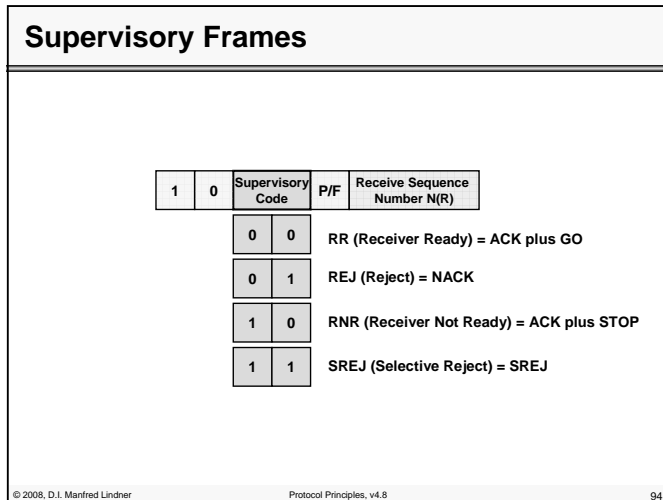 Supervisory Frames
1 0 Supervisory Code P/F Receive Sequence Number N(R)
0 0 RR (Receiver Ready) = ACK plus GO
0 1 REJ (Reject) = NACK
1 0 RNR (Receiver Not Ready) = ACK plus STOP
1 1 SREJ (Selective Reject) = SREJ
© 2008, D.I. Manfred Lindner Protocol Principles, v4.8 94